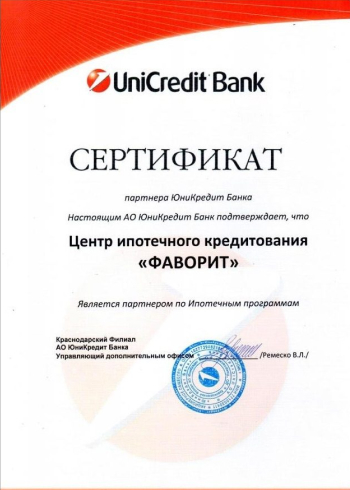 UniCredit Bank
СЕРТИФИКАТ
партнера ЮниКредит Банка
Настоящим АО ЮниКредит Банк подтверждает, что
Центр ипотечного кредитования
«ФАВОРИТ»
Является партнером по Ипотечным программам
Краснодарский Филиал
АО ЮниКредит Банка
Управляющий дополнительным офисом /Ремеско В.Л./